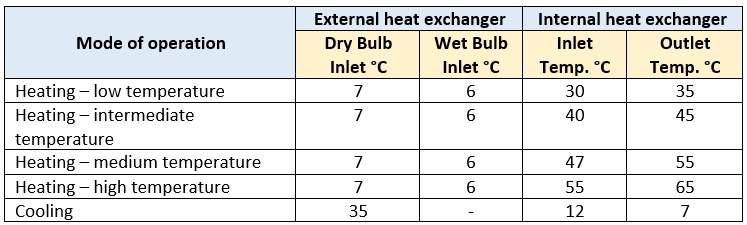 Mode of operation External heat exchanger Internal heat exchanger
Dry Bulb Wet Bulb Inlet Outlet
Inlet °C Inlet °C Temp. °C Temp. °C
Heating – low temperature 7 6 30 35
Heating – intermediate 7 6 40 45
temperature
Heating – medium temperature 7 6 47 55
Heating – high temperature 7 6 55 65
Cooling 35 - 12 7